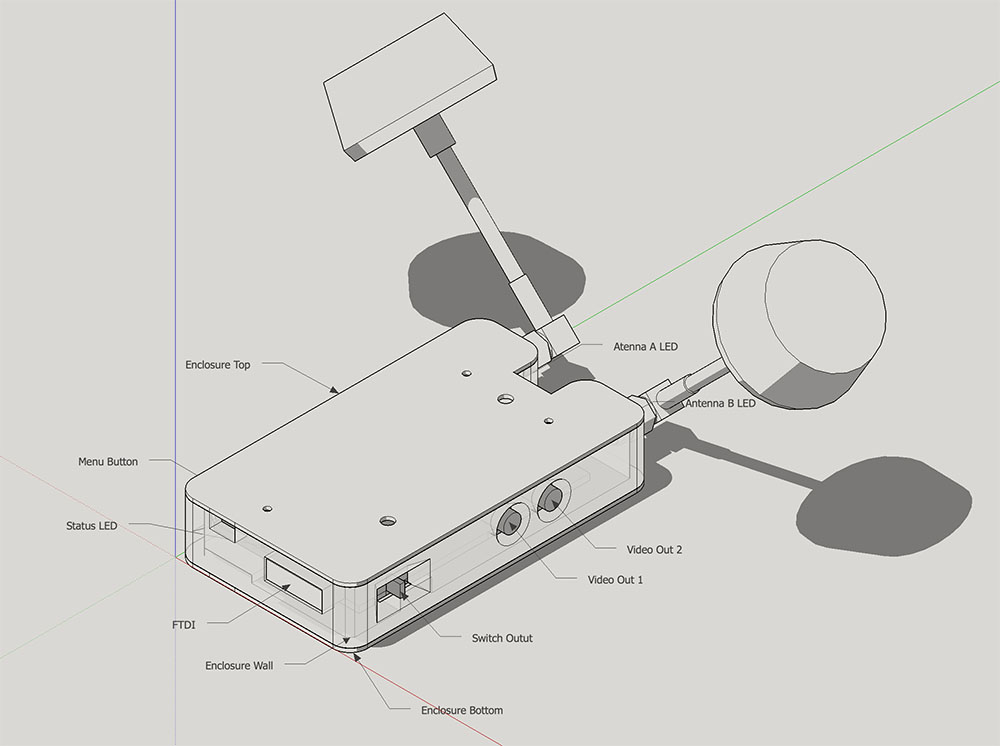 Atenna A LED
Enclosure Top
Antenna B LED
Menu Button
Status LED
Video Out 2
Video Out 1
FTDI
Switch Outut
Enclosure Wall
Enclosure Bottom